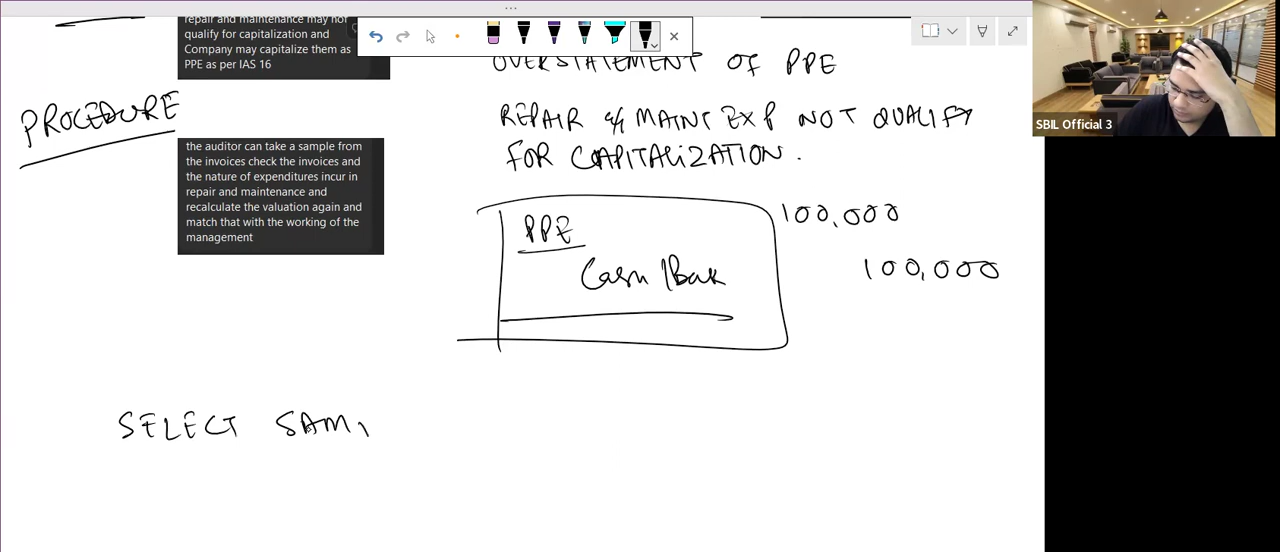 repair and maintenance may not
qualify for capitalization and
Company may capitalize them as
PPE as per IAS 16
SBIL Official 3
OVERSTATEMENT OF PPE
PROCEDURE
REPAIR & MAINT EXP NOT QUALIFY
FOR CAPITALIZATION.
the auditor can take a sample from
the invoices check the invoices and
the nature of expenditures incur in
repair and maintenance and
recalculate the valuation again and
match that with the working of the
management
PPE
100,000
Cash/Bank
100,000
SELECT SAM